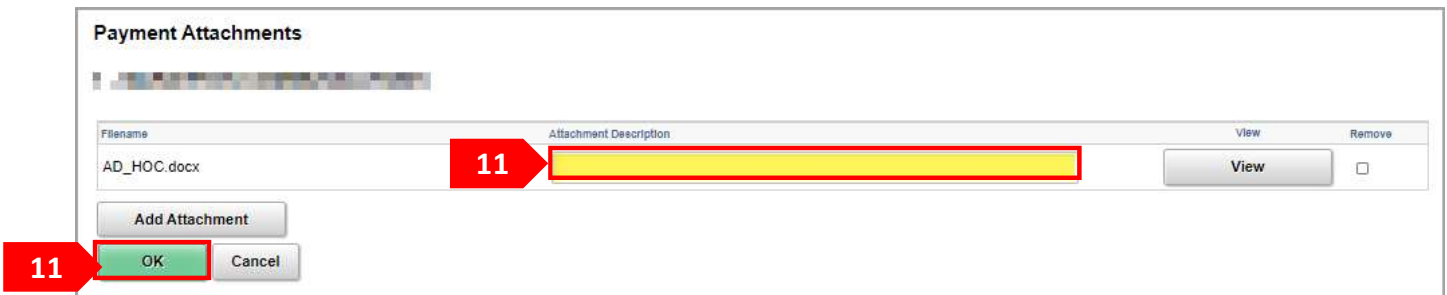 Payment Attachments
Filename Attachment Description View Remove
AD_HOC.docx 11 View
Add Attachment
11 OK Cancel